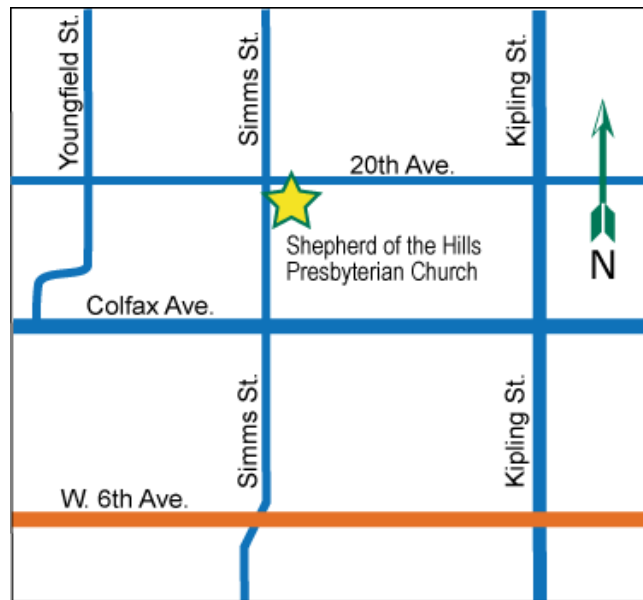 Youngfield St.
Simms St.
Kipling St.
20th Ave.
Shepherd of the Hills
Presbyterian Church
N
Colfax Ave.
Simms St.
Kipling St.
W. 6th Ave.